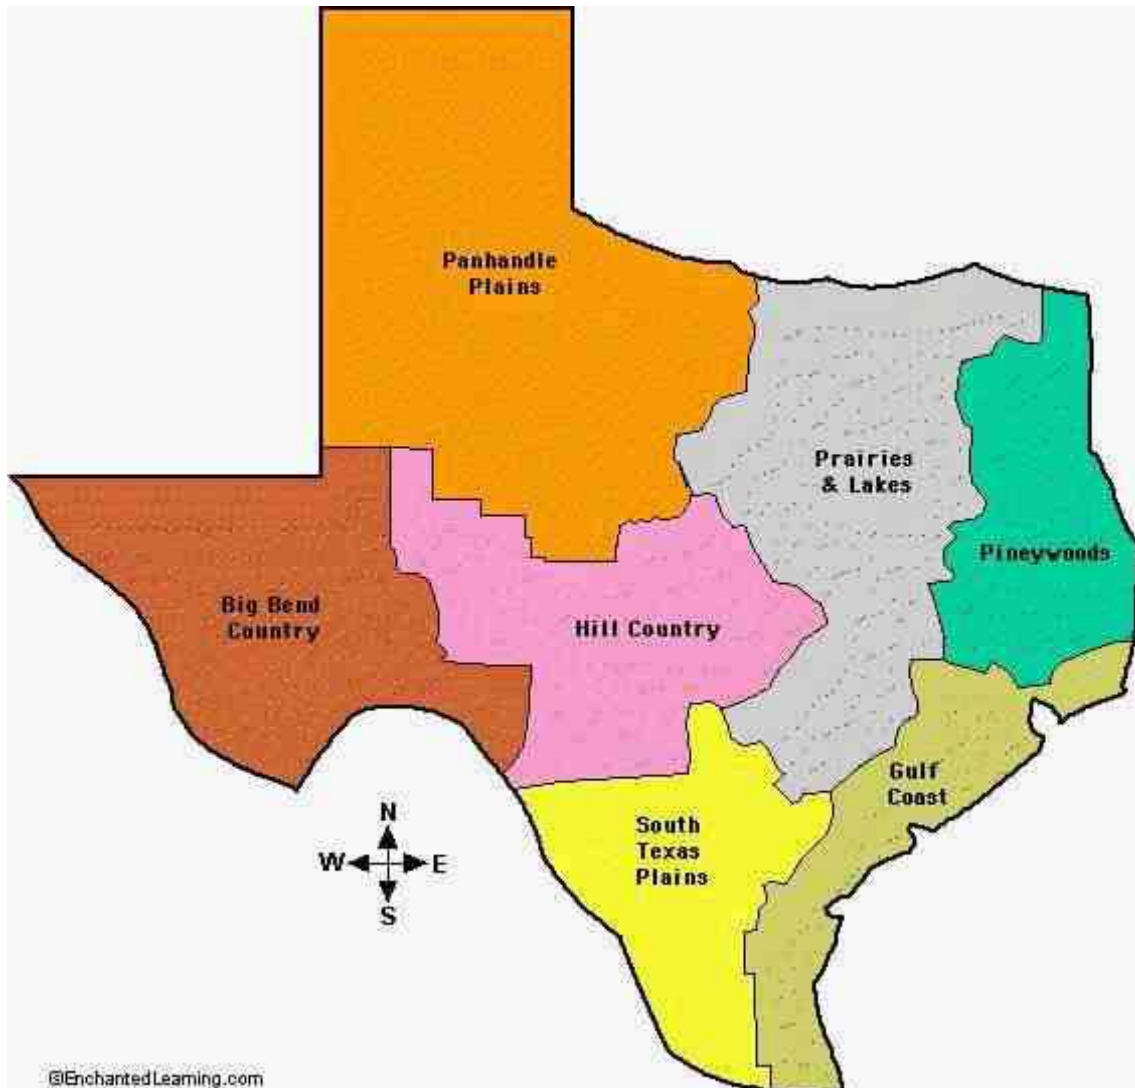 Panhandle
Plains
Prairies
& Lakes
Pineywoods
Big Bend
Country
Hill Country
Gulf
Coast
South
Texas
Plains
N
W E
S
©EnchantedLearning.com